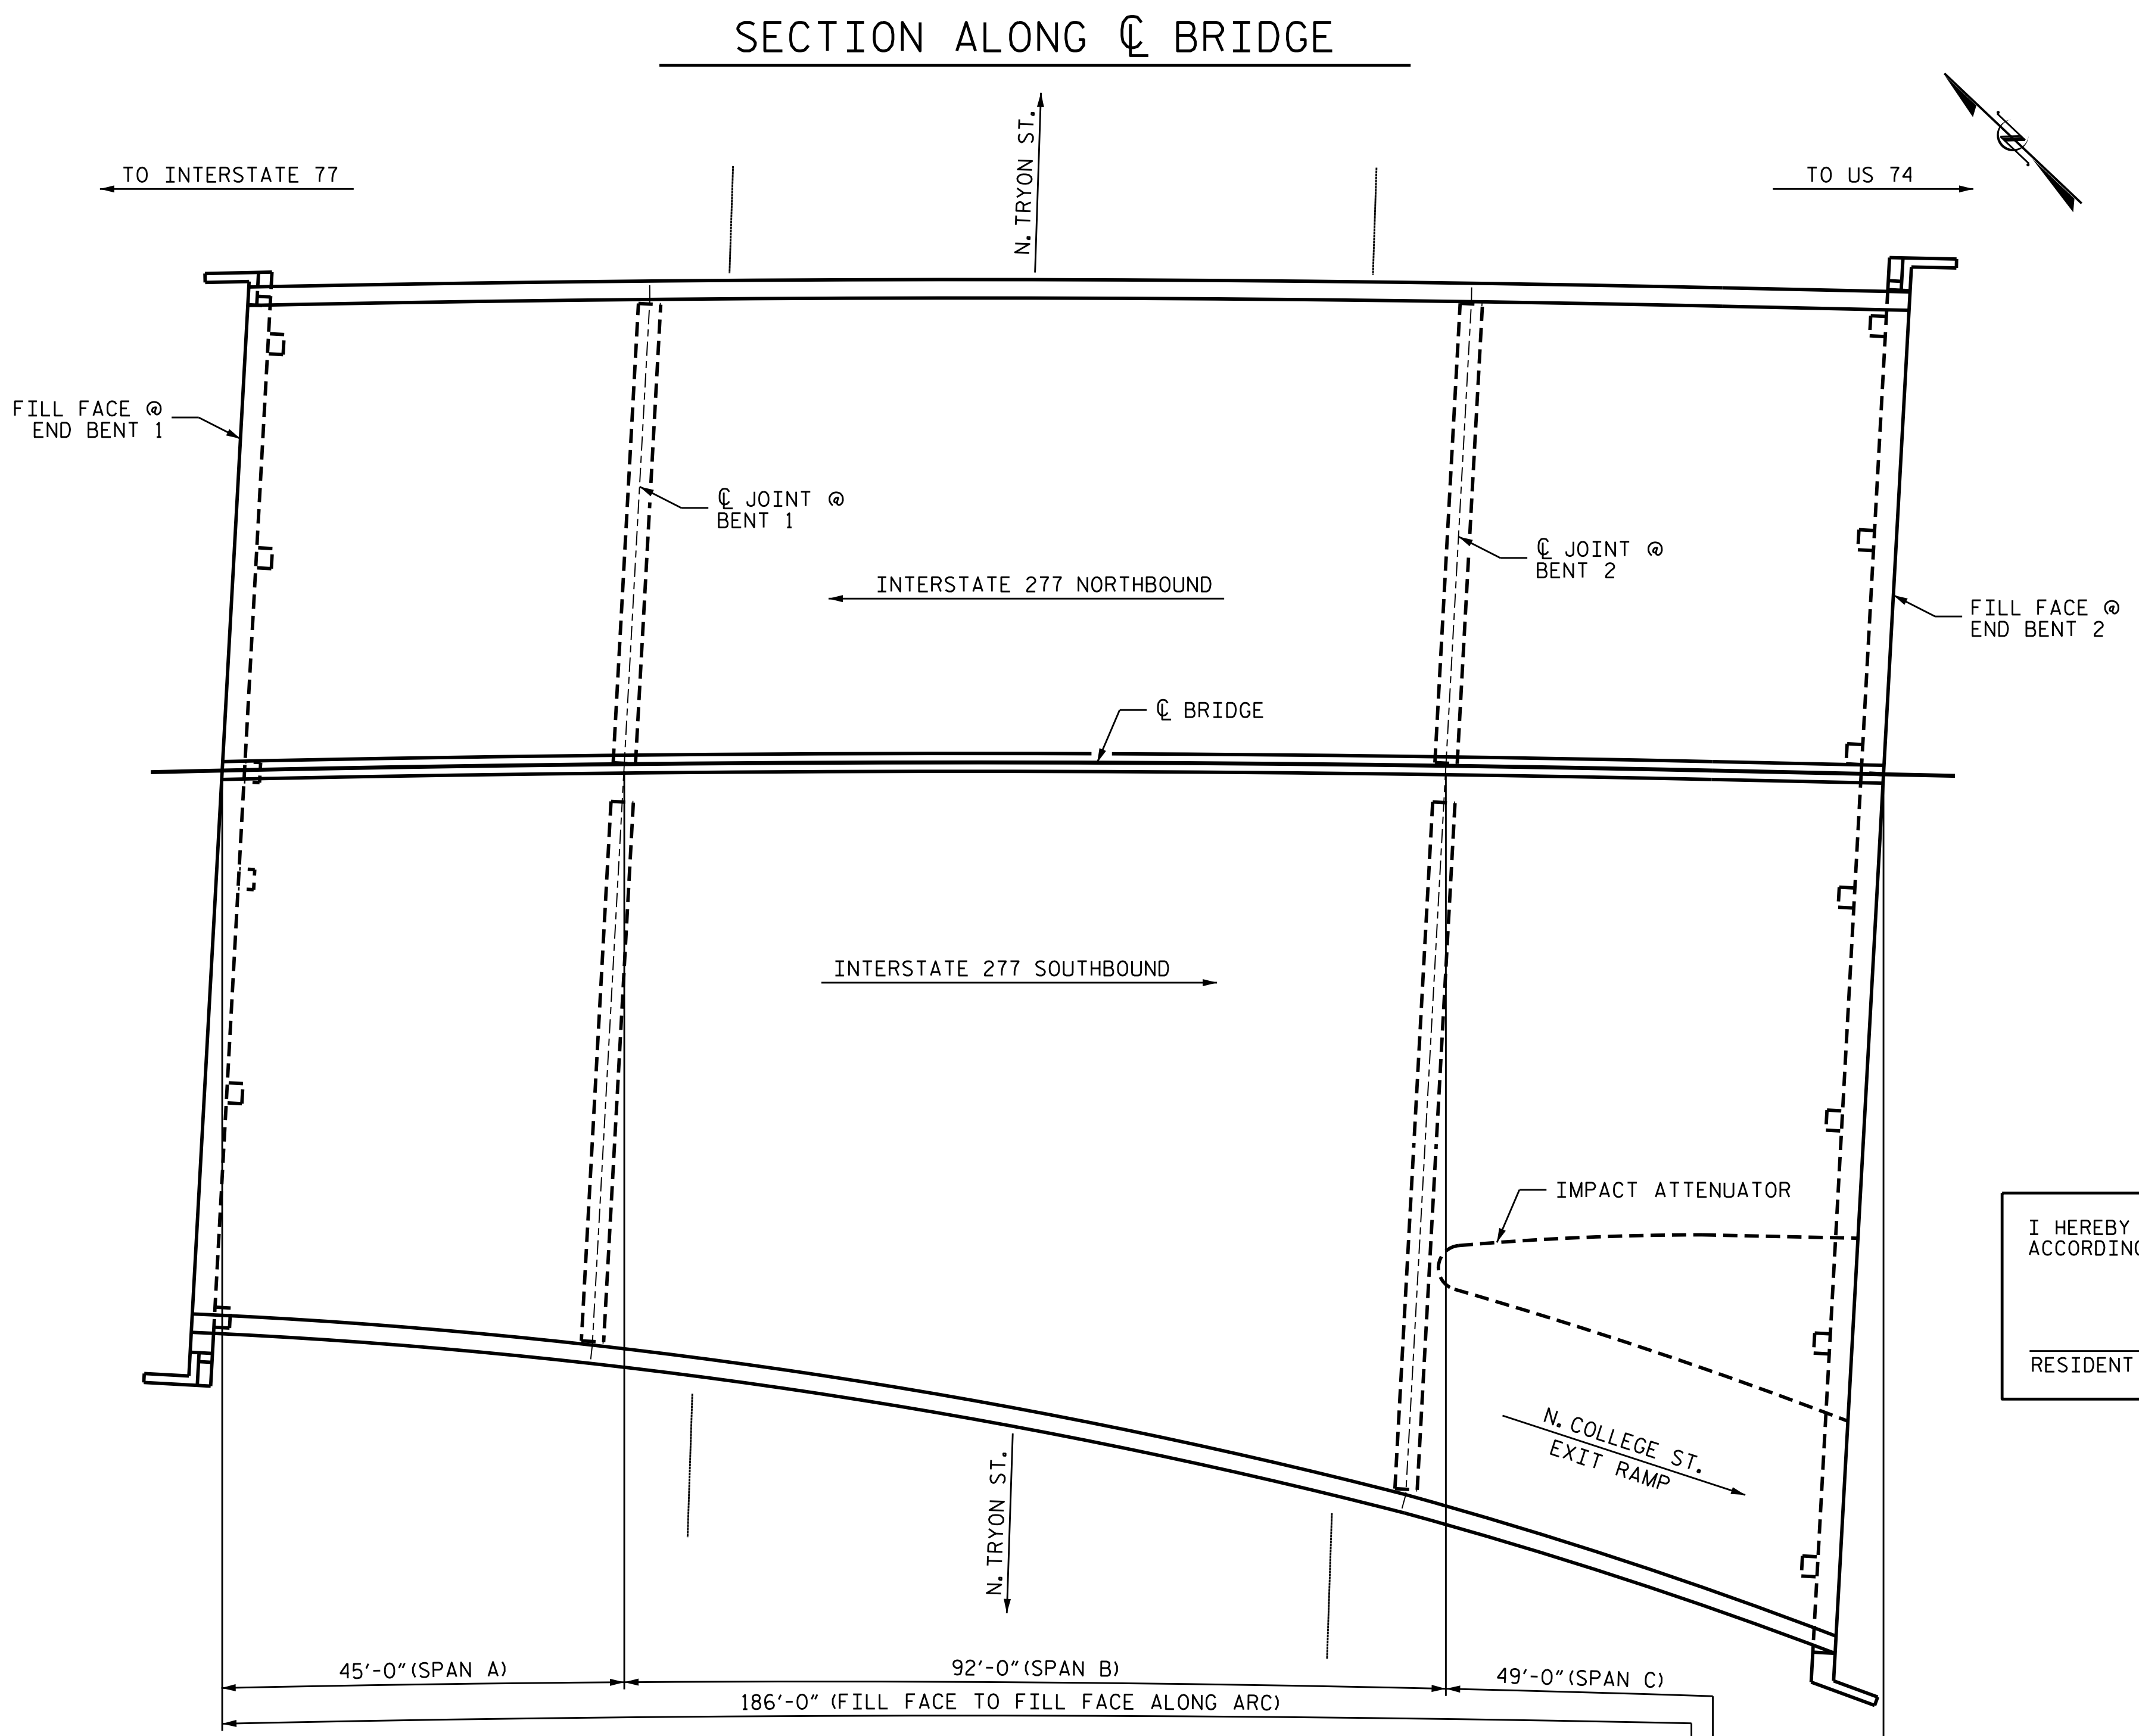 SECTION ALONG ℄ BRIDGE
N. TRYON ST.
TO INTERSTATE 77
TO US 74
N
FILL FACE @
END BENT 1
℄ JOINT @
BENT 1
℄ JOINT @
BENT 2
INTERSTATE 277 NORTHBOUND
FILL FACE @
END BENT 2
℄ BRIDGE
INTERSTATE 277 SOUTHBOUND
IMPACT ATTENUATOR
I HEREBY
ACCORDING
RESIDENT
N. COLLEGE ST.
EXIT RAMP
N. TRYON ST.
45'-0" (SPAN A)
92'-0" (SPAN B)
49'-0" (SPAN C)
186'-0" (FILL FACE TO FILL FACE ALONG ARC)